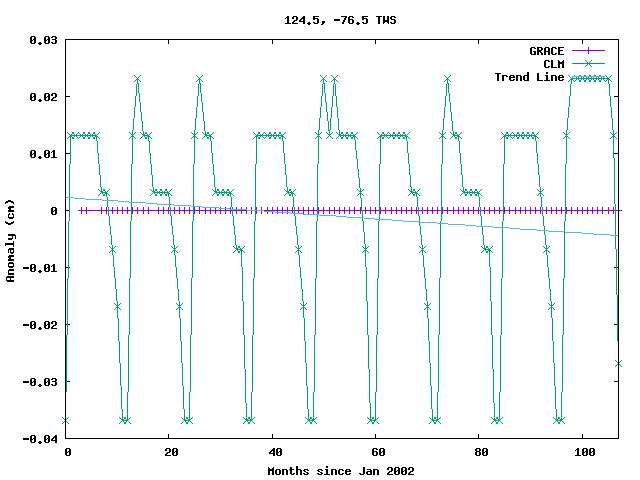 124.5, -76.5 TWS
GRACE
CLM
Trend Line
0.03
0.02
0.01
0
-0.01
-0.02
-0.03
-0.04
Anomaly (cm)
0 20 40 60 80 100
Months since Jan 2002